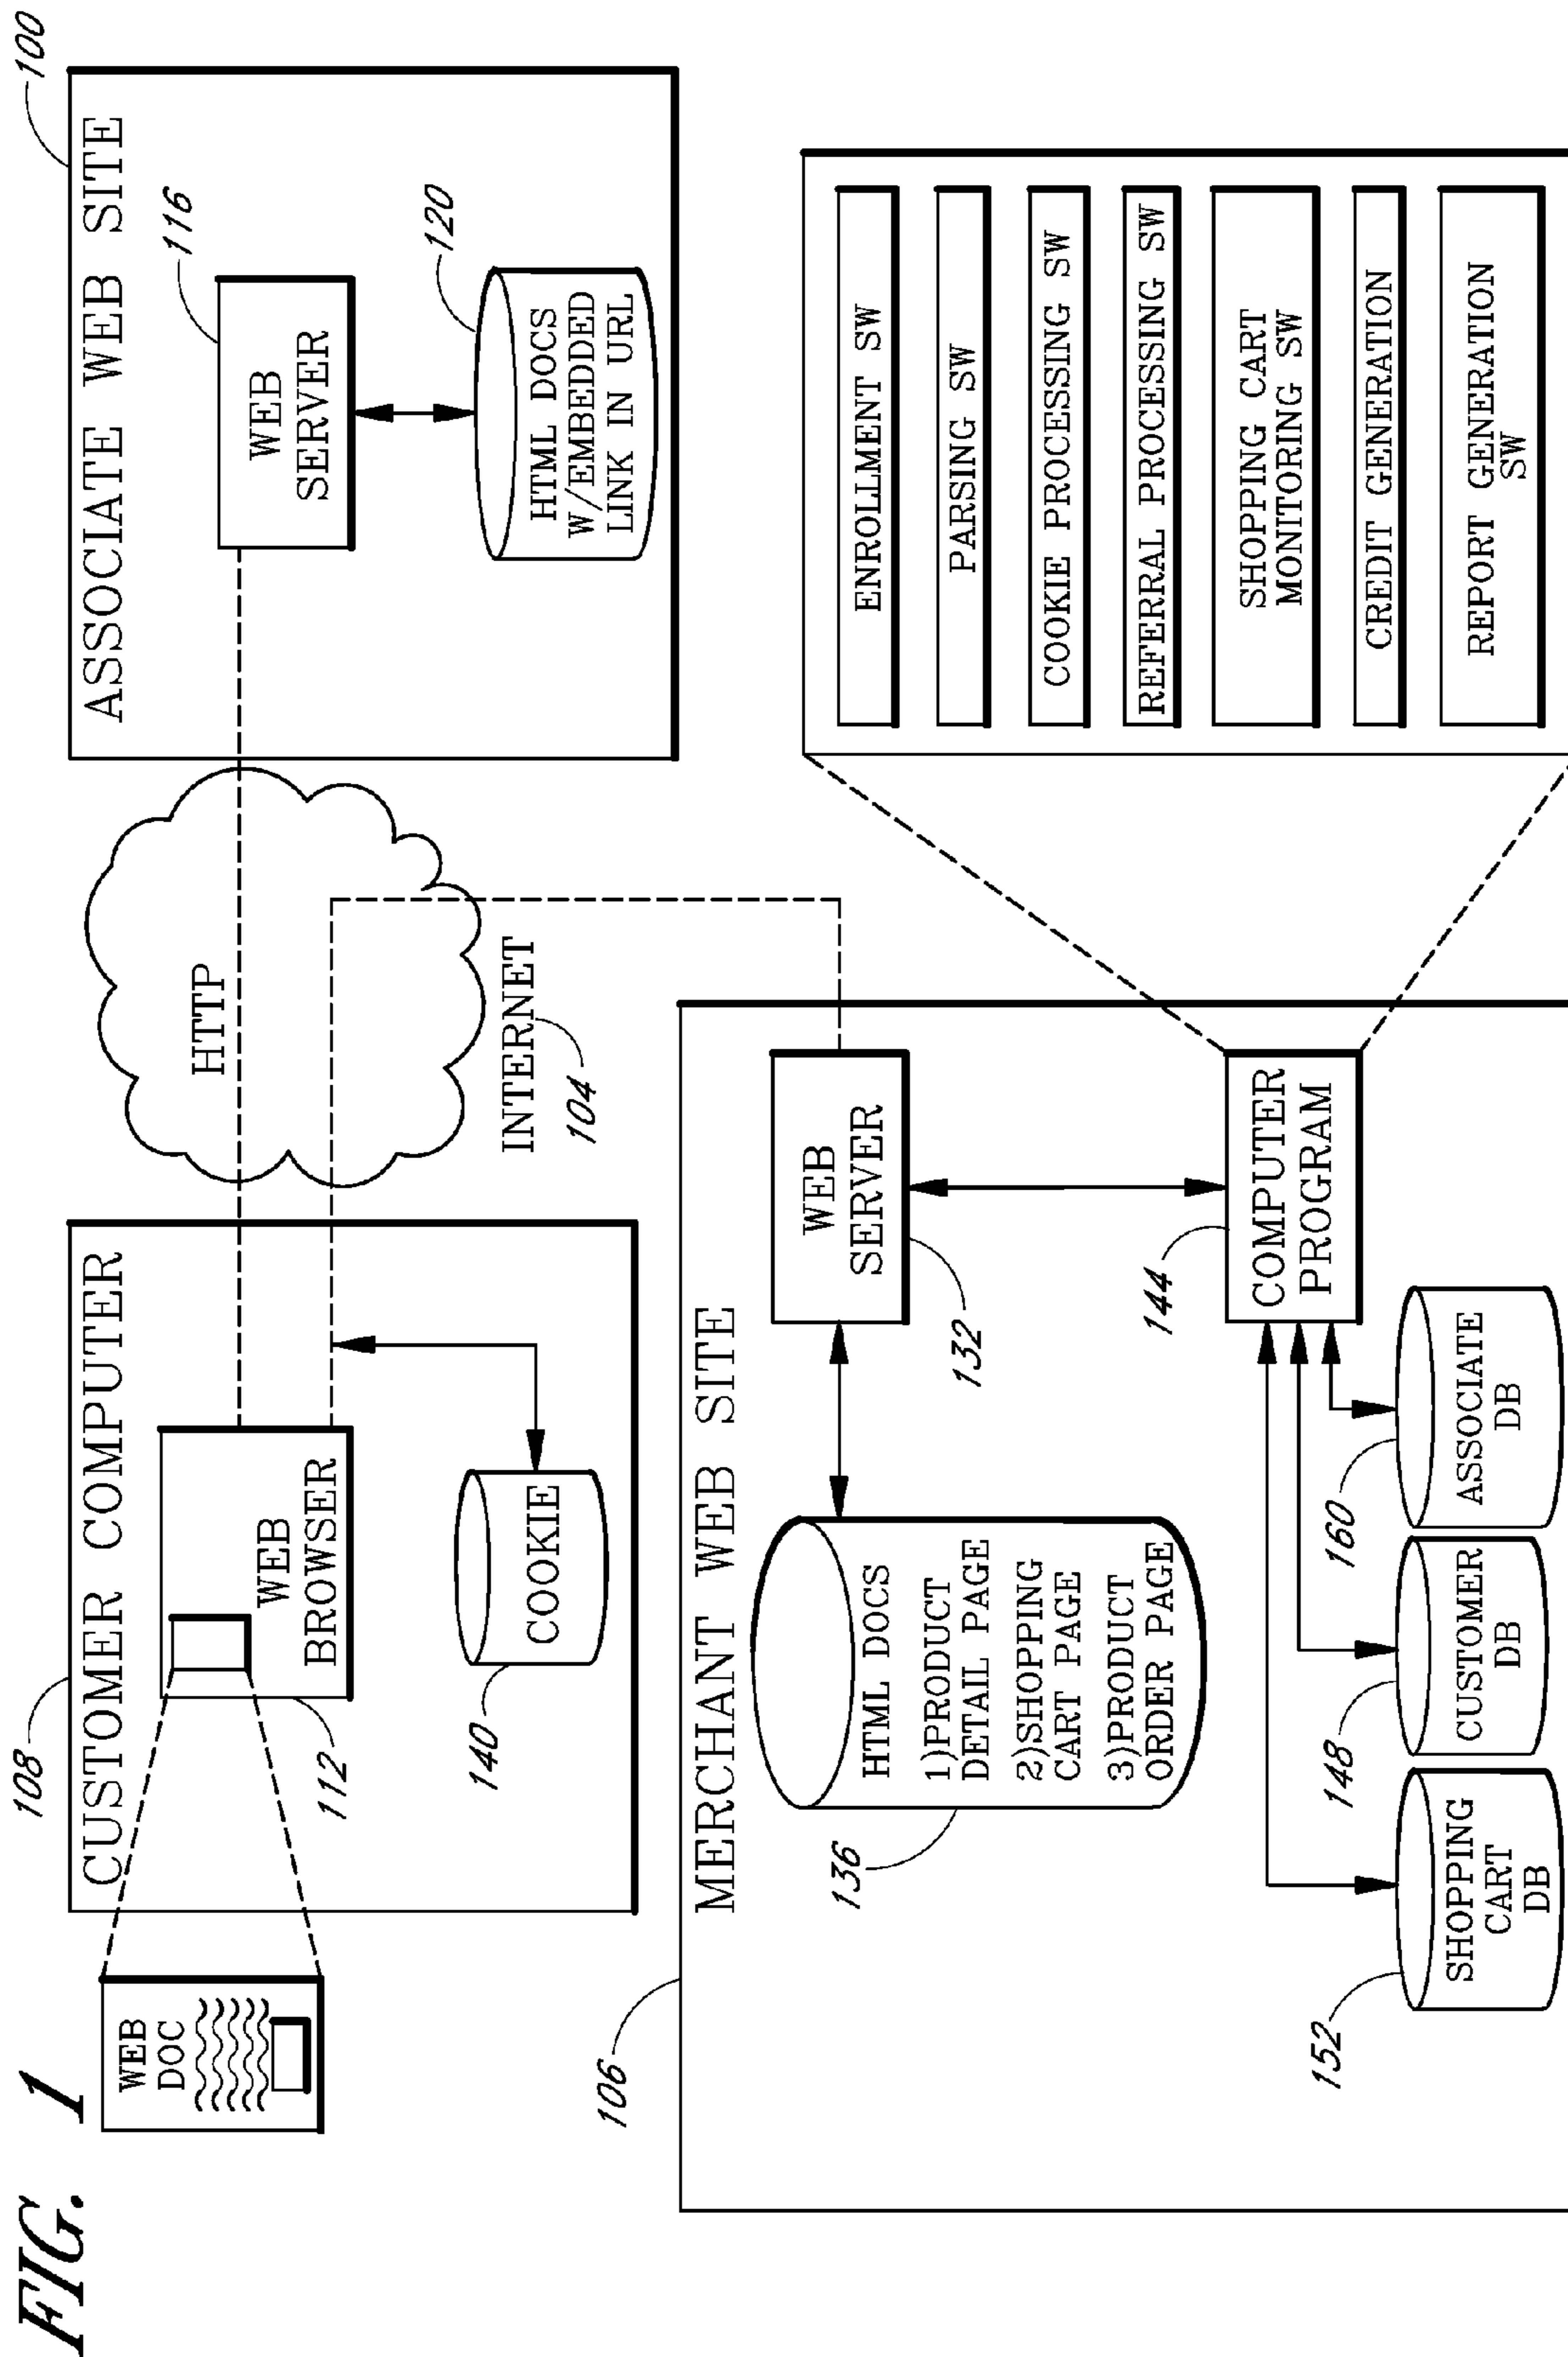 FIG. 1
108
CUSTOMER COMPUTER
WEB
DOC
WEB
BROWSER
112
COOKIE
140
HTTP
INTERNET
104
100
ASSOCIATE WEB SITE
116
WEB
SERVER
120
HTML DOCS
W/EMBEDDED
LINK IN URL
106
MERCHANT WEB SITE
HTML DOCS
1)PRODUCT
DETAIL PAGE
2)SHOPPING
CART PAGE
3)PRODUCT
ORDER PAGE
136
WEB
SERVER
132
144
COMPUTER
PROGRAM
152
SHOPPING
CART
DB
148
CUSTOMER
DB
160
ASSOCIATE
DB
ENROLLMENT SW
PARSING SW
COOKIE PROCESSING SW
REFERRAL PROCESSING SW
SHOPPING CART
MONITORING SW
CREDIT GENERATION
REPORT GENERATION
SW